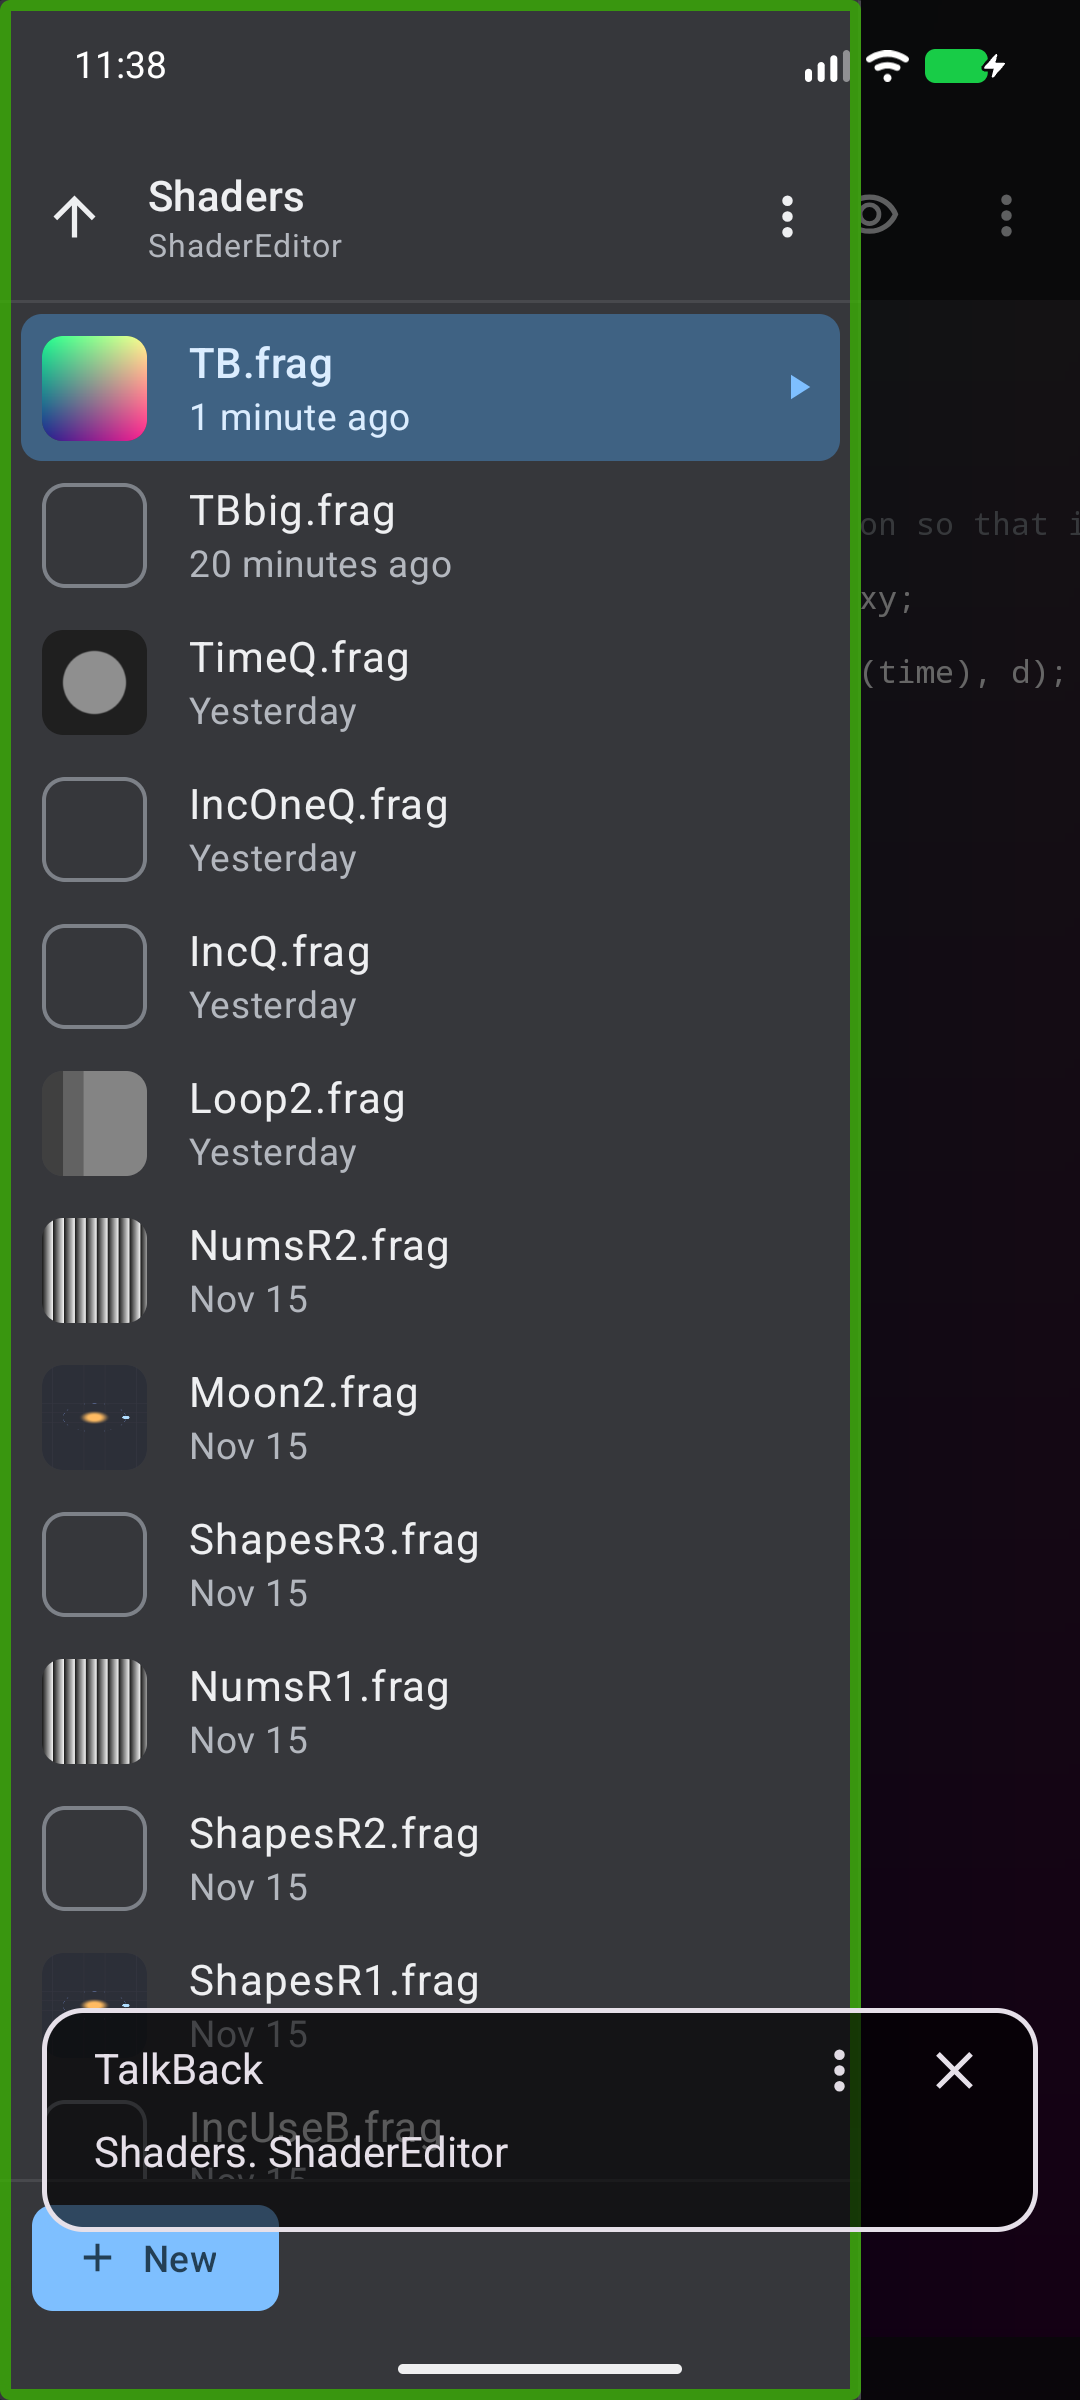 11:38
Shaders
ShaderEditor
TB.frag
1 minute ago
TBbig.frag
20 minutes ago
on so that i
xy;
TimeQ.frag
(time), d);
Yesterday
IncOneQ.frag
Yesterday
IncQ.frag
Yesterday
Loop2.frag
Yesterday
NumsR2.frag
Nov 15
Moon2.frag
Nov 15
ShapesR3.frag
Nov 15
NumsR1.frag
Nov 15
ShapesR2.frag
Nov 15
ShapesR1.frag
Nov 15
TalkBack
IncUseB.frag
Shaders. ShaderEditor
Nov 15
+ New